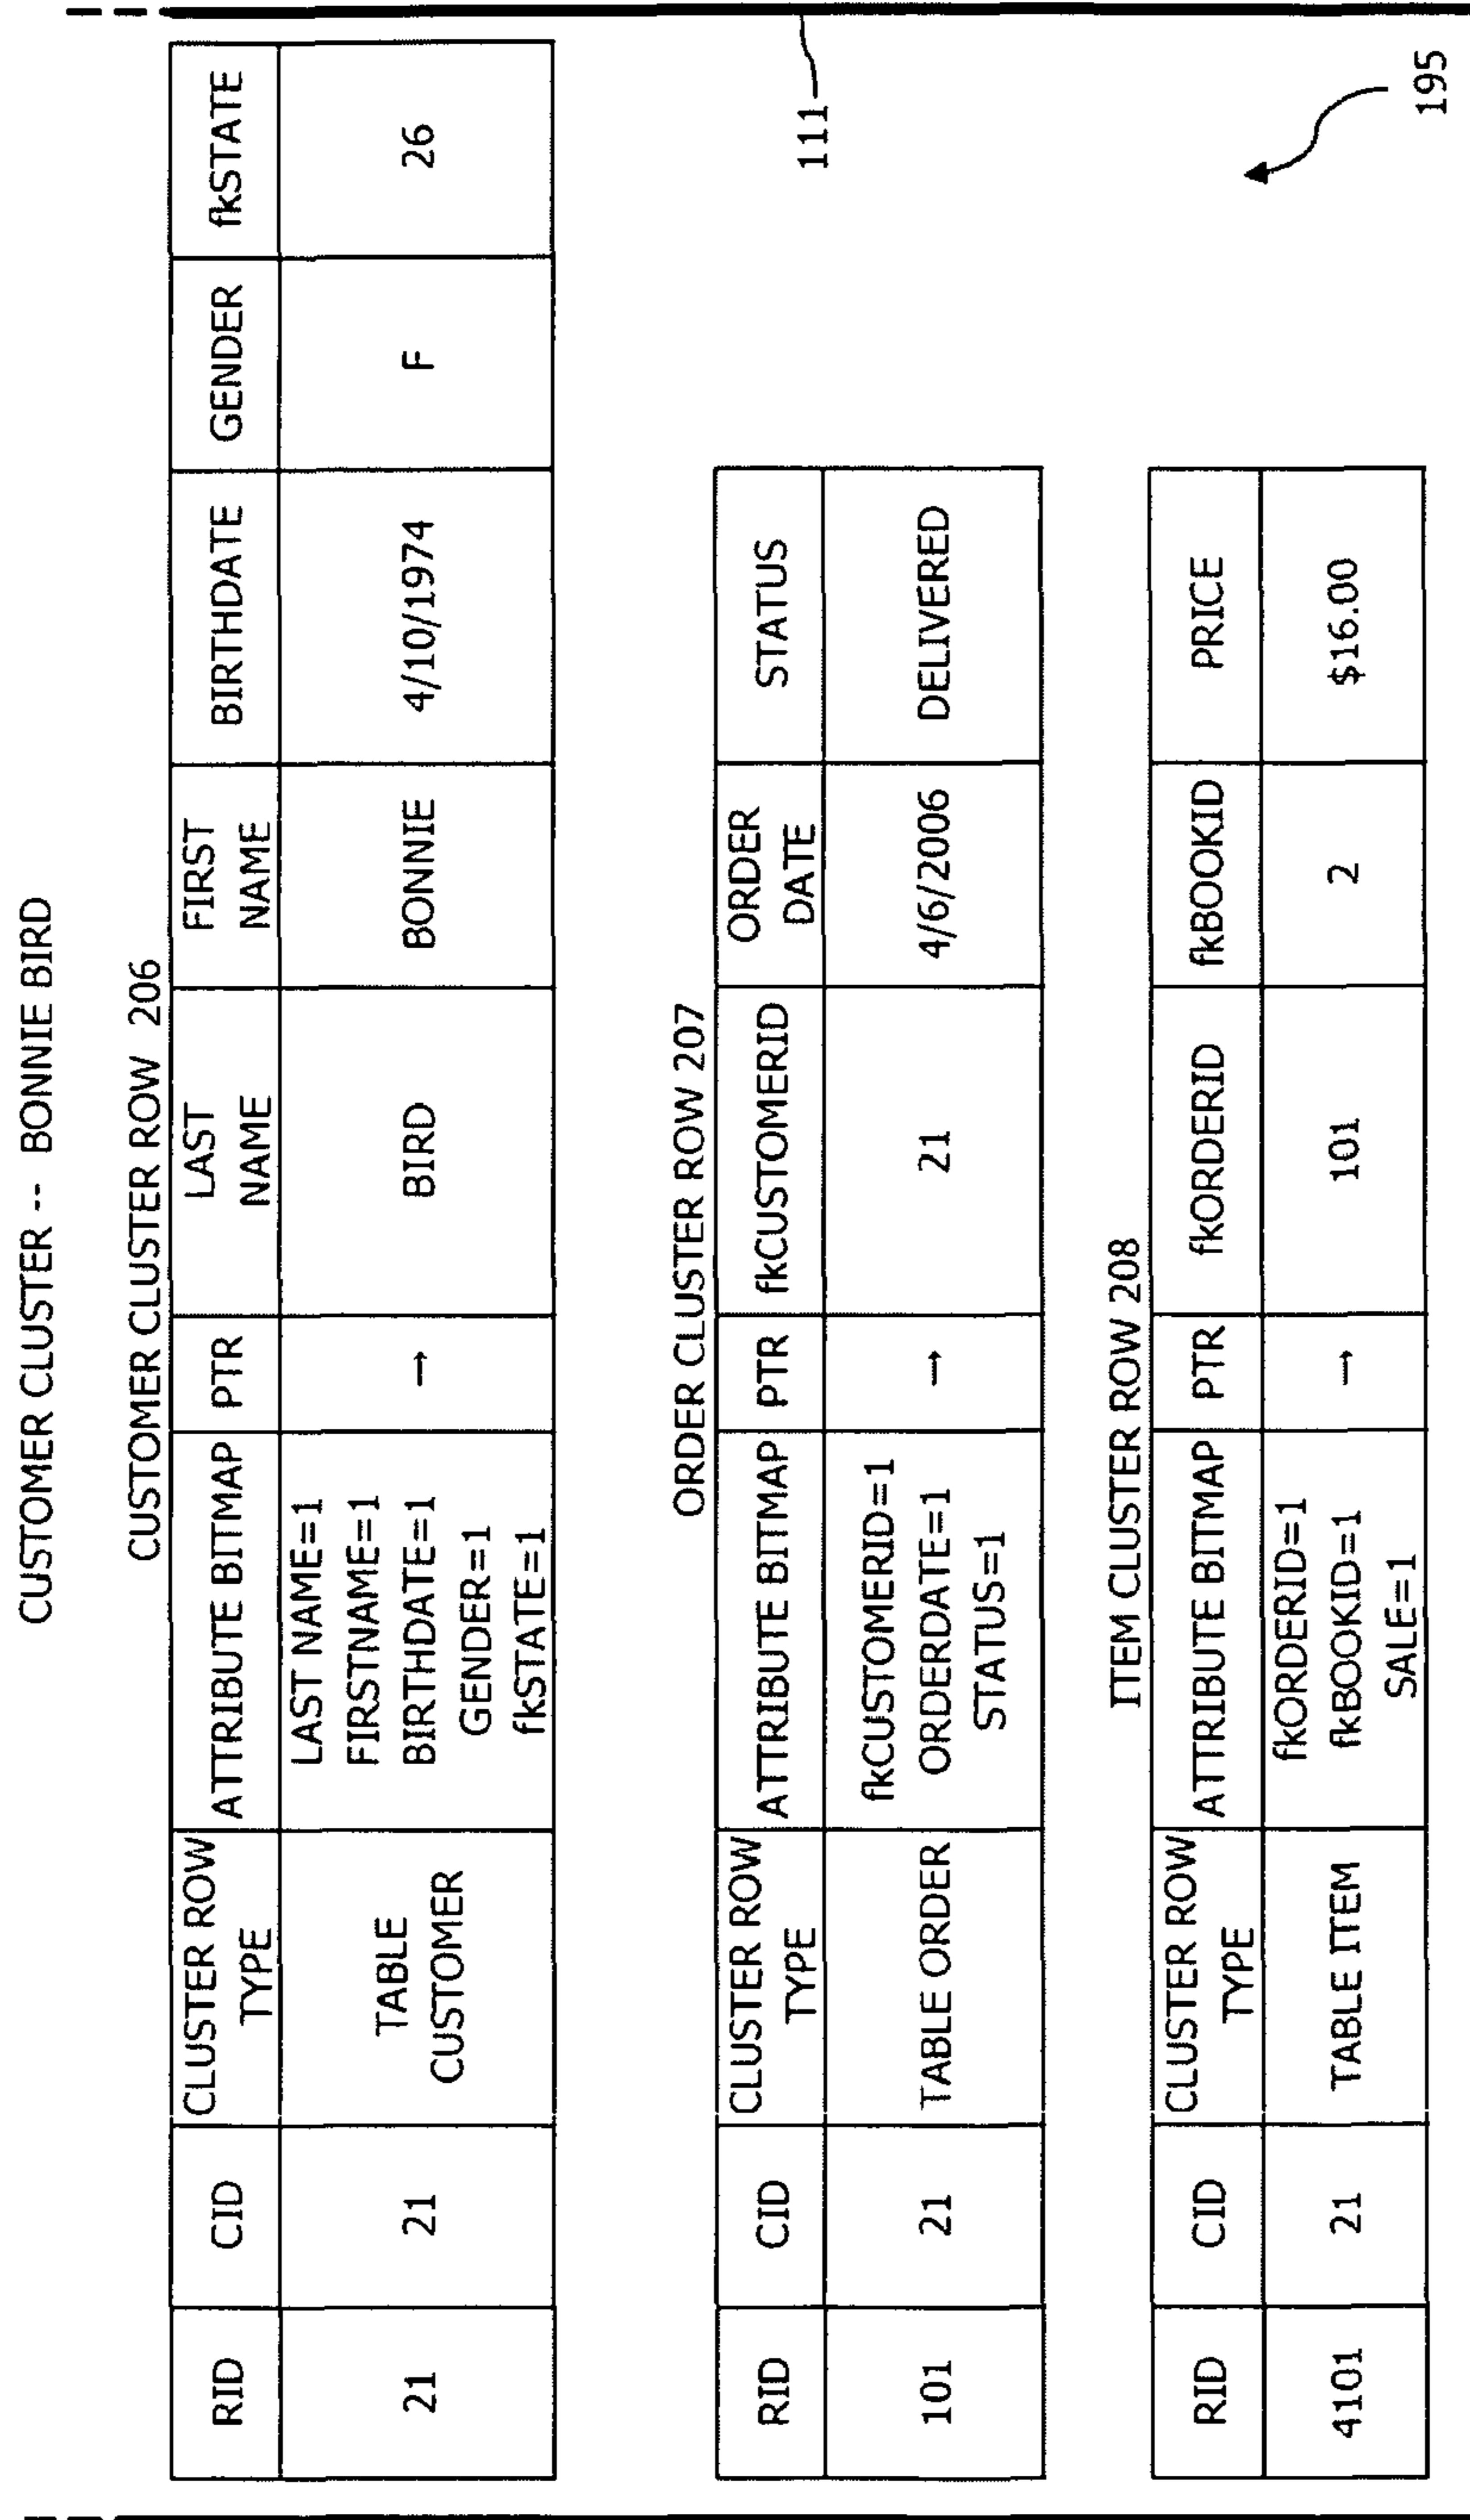 CUSTOMER CLUSTER -- BONNIE BIRD
CUSTOMER CLUSTER ROW 206
RID CID CLUSTER ROW TYPE ATTRIBUTE BITMAP PTR LAST NAME FIRST NAME BIRTHDATE GENDER fkSTATE
21 21 TABLE CUSTOMER LAST NAME=1 FIRSTNAME=1 BIRTHDATE=1 GENDER=1 fkSTATE=1 → BIRD BONNIE 4/10/1974 F 26
ORDER CLUSTER ROW 207
RID CID CLUSTER ROW TYPE ATTRIBUTE BITMAP PTR fkCUSTOMERID ORDER DATE STATUS
101 21 TABLE ORDER fkCUSTOMERID=1 ORDERDATE=1 STATUS=1 → 21 4/6/2006 DELIVERED
111
ITEM CLUSTER ROW 208
RID CID CLUSTER ROW TYPE ATTRIBUTE BITMAP PTR fkORDERID fkBOOKID PRICE
4101 21 TABLE ITEM fkORDERID=1 fkBOOKID=1 SALE=1 → 101 2 $16.00
195